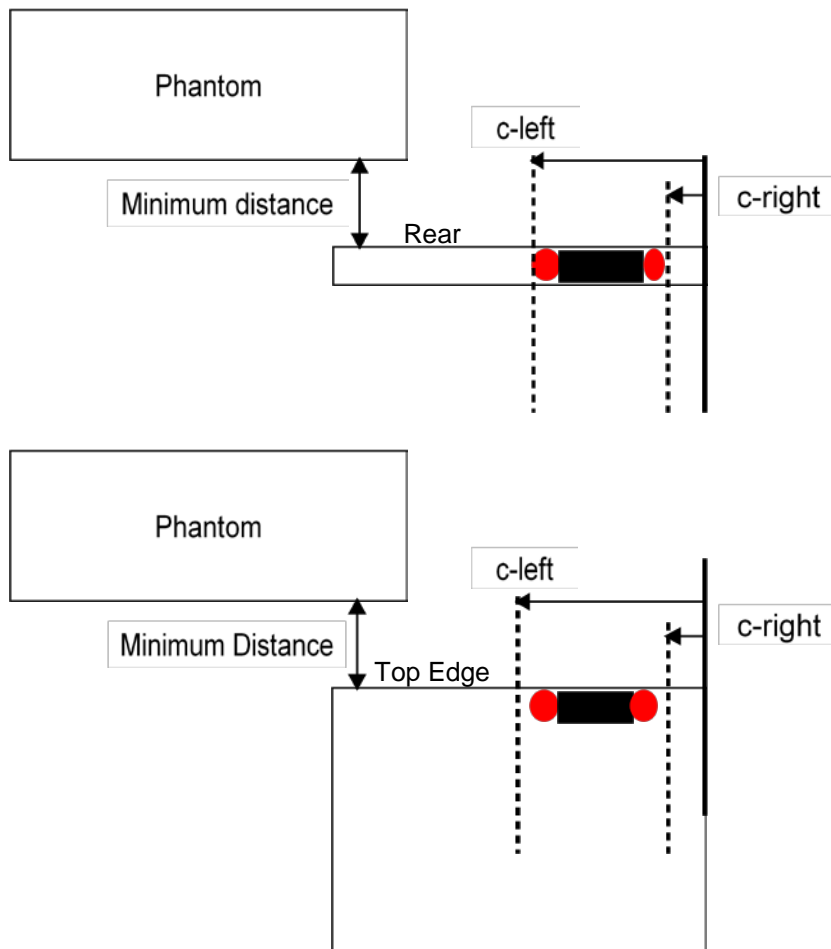 Phantom
c-left
Minimum distance
c-right
Rear
Phantom
c-left
Minimum Distance
c-right
Top Edge